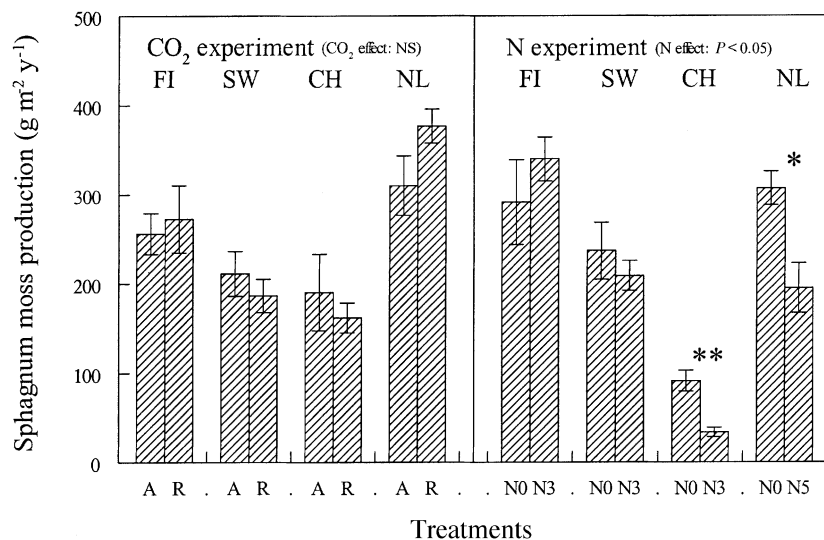 500
400
300
200
100
0
Sphagnum moss production (g m⁻² y⁻¹)
CO₂ experiment (CO₂ effect: NS)
FI SW CH NL
N experiment (N effect: P < 0.05)
FI SW CH NL
*
**
A R . A R . A R . A R . . N0 N3 . N0 N3 . N0 N3 . N0 N5
Treatments